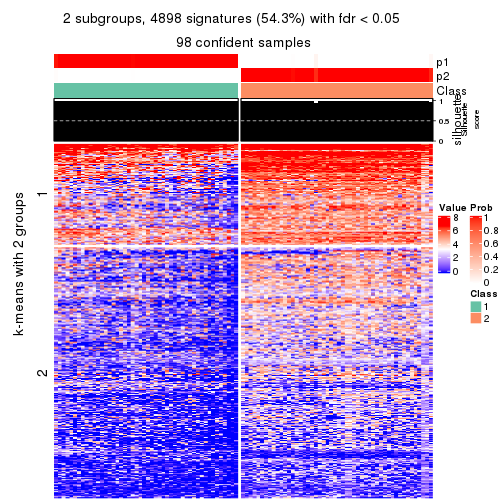 2 subgroups, 4898 signatures (54.3%) with fdr < 0.05
98 confident samples
p1
p2
Class
1
0.5
0
silhouette
Silhouette
score
k-means with 2 groups
1
2
Value
8
6
4
2
0
Prob
1
0.8
0.6
0.4
0.2
0
Class
1
2